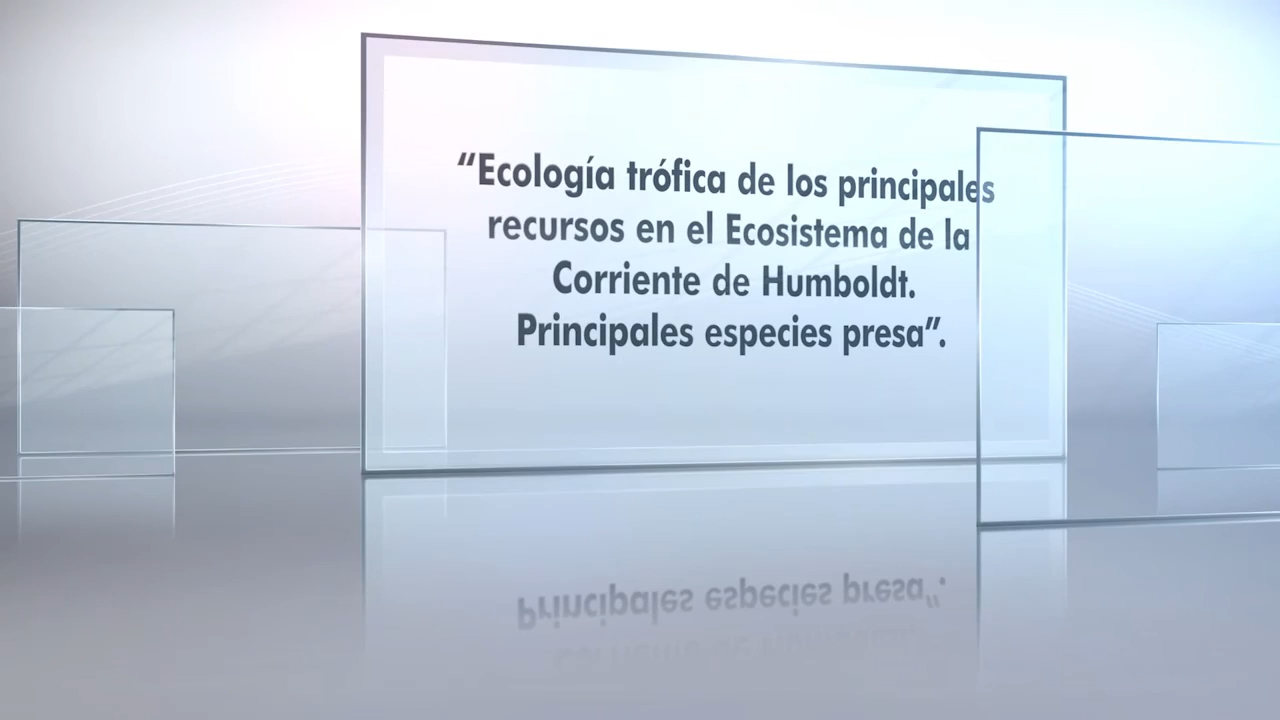 “Ecología trófica de los principales
recursos en el Ecosistema de la
Corriente de Humboldt.
Principales especies presa”.